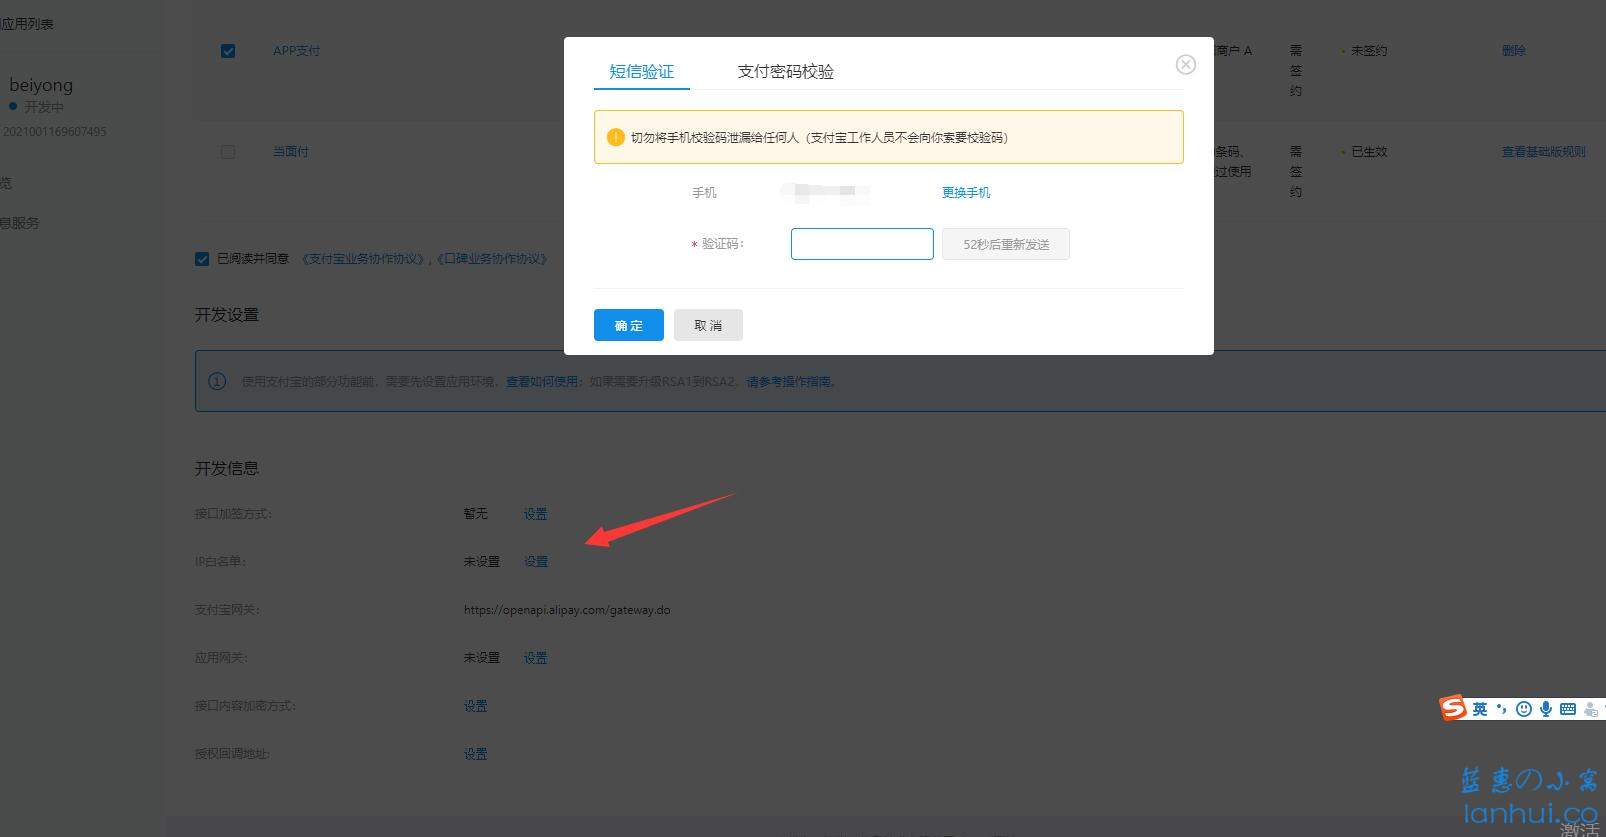 应用列表
beiyong
开发中
2021001169607495
览
息服务
APP支付
商户 A
需签约
未签约
删除
当面付
条码、
过使用
需签约
已生效
查看基础版规则
已阅读并同意 《支付宝业务协作协议》,《口碑业务协作协议》
短信验证
支付密码校验
切勿将手机校验码泄漏给任何人（支付宝工作人员不会向你索要校验码）
手机
更换手机
* 验证码：
52秒后重新发送
确 定
取 消
开发设置
使用支付宝的部分功能前，需要先设置应用环境，查看如何使用；如果需要升级RSA1到RSA2，请参考操作指南。
开发信息
接口加签方式： 暂无 设置
IP白名单： 未设置 设置
支付宝网关： https://openapi.alipay.com/gateway.do
应用网关： 未设置 设置
接口内容加密方式： 设置
授权回调地址： 设置
英
蓝惠の小窝
lanhui.co
激活